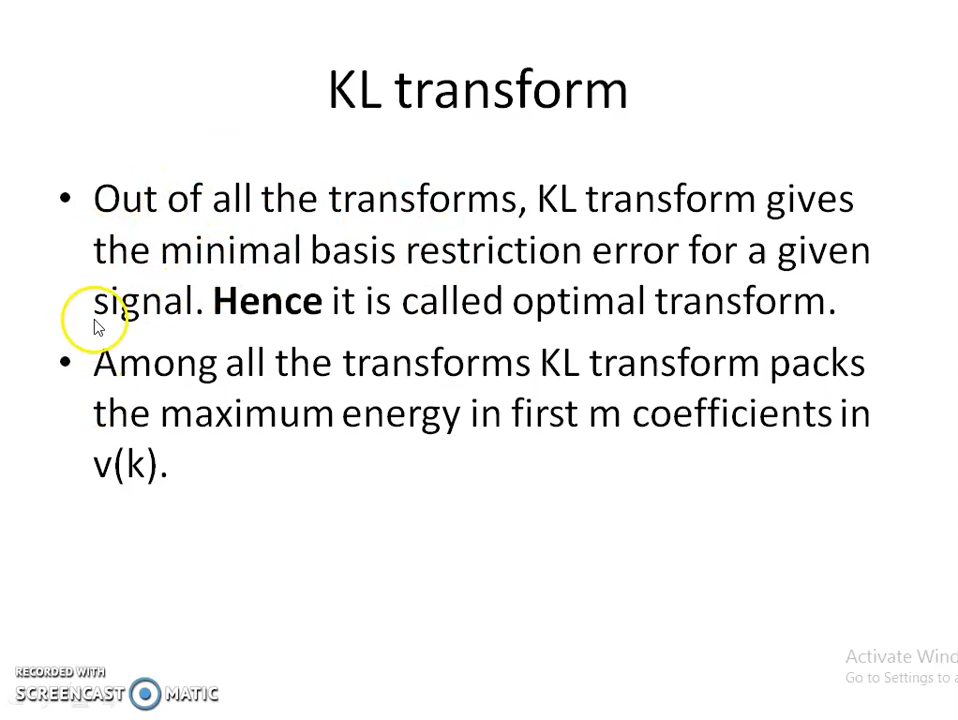 KL transform
• Out of all the transforms, KL transform gives
the minimal basis restriction error for a given
signal. Hence it is called optimal transform.
• Among all the transforms KL transform packs
the maximum energy in first m coefficients in
v(k).
Activate Wind
Go to Settings to a
RECORDED WITH
SCREENCAST MATIC